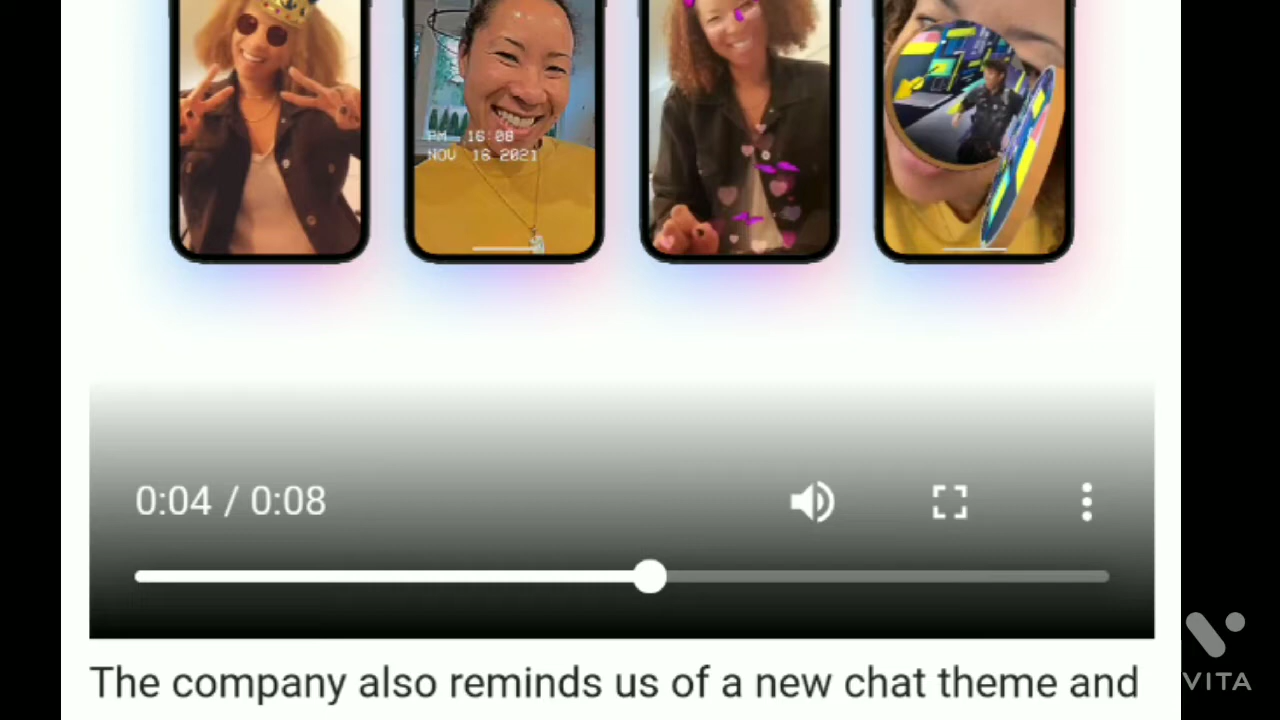 PM 16:08
NOV 16 2021
0:04 / 0:08
The company also reminds us of a new chat theme and
VITA